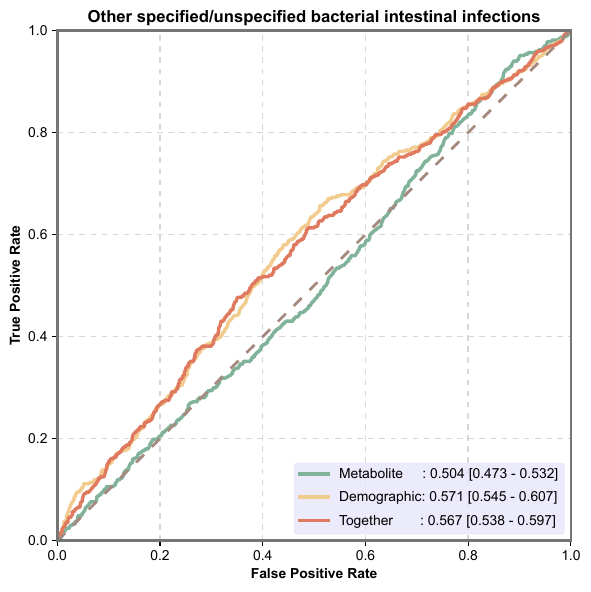 Other specified/unspecified bacterial intestinal infections
1.0
0.8
0.6
0.4
0.2
0.0
True Positive Rate
Metabolite : 0.504 [0.473 - 0.532]
Demographic: 0.571 [0.545 - 0.607]
Together : 0.567 [0.538 - 0.597]
0.0 0.2 0.4 0.6 0.8 1.0
False Positive Rate